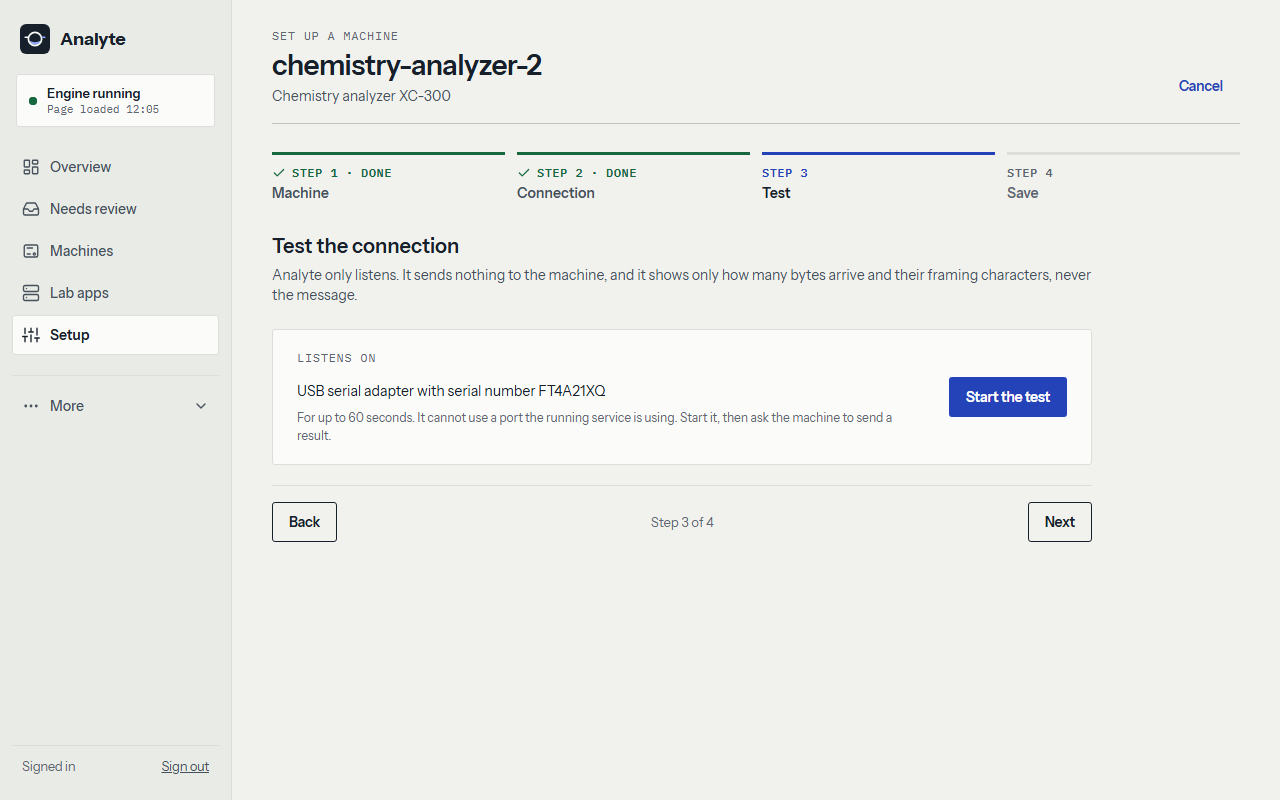 Analyte
Engine running
Page loaded 12:05
Overview
Needs review
Machines
Lab apps
Setup
More
Signed in
Sign out
SET UP A MACHINE
chemistry-analyzer-2
Chemistry analyzer XC-300
Cancel
STEP 1 · DONE
Machine
STEP 2 · DONE
Connection
STEP 3
Test
STEP 4
Save
Test the connection
Analyte only listens. It sends nothing to the machine, and it shows only how many bytes arrive and their framing characters, never
the message.
LISTENS ON
USB serial adapter with serial number FT4A21XQ
For up to 60 seconds. It cannot use a port the running service is using. Start it, then ask the machine to send a
result.
Start the test
Back
Step 3 of 4
Next